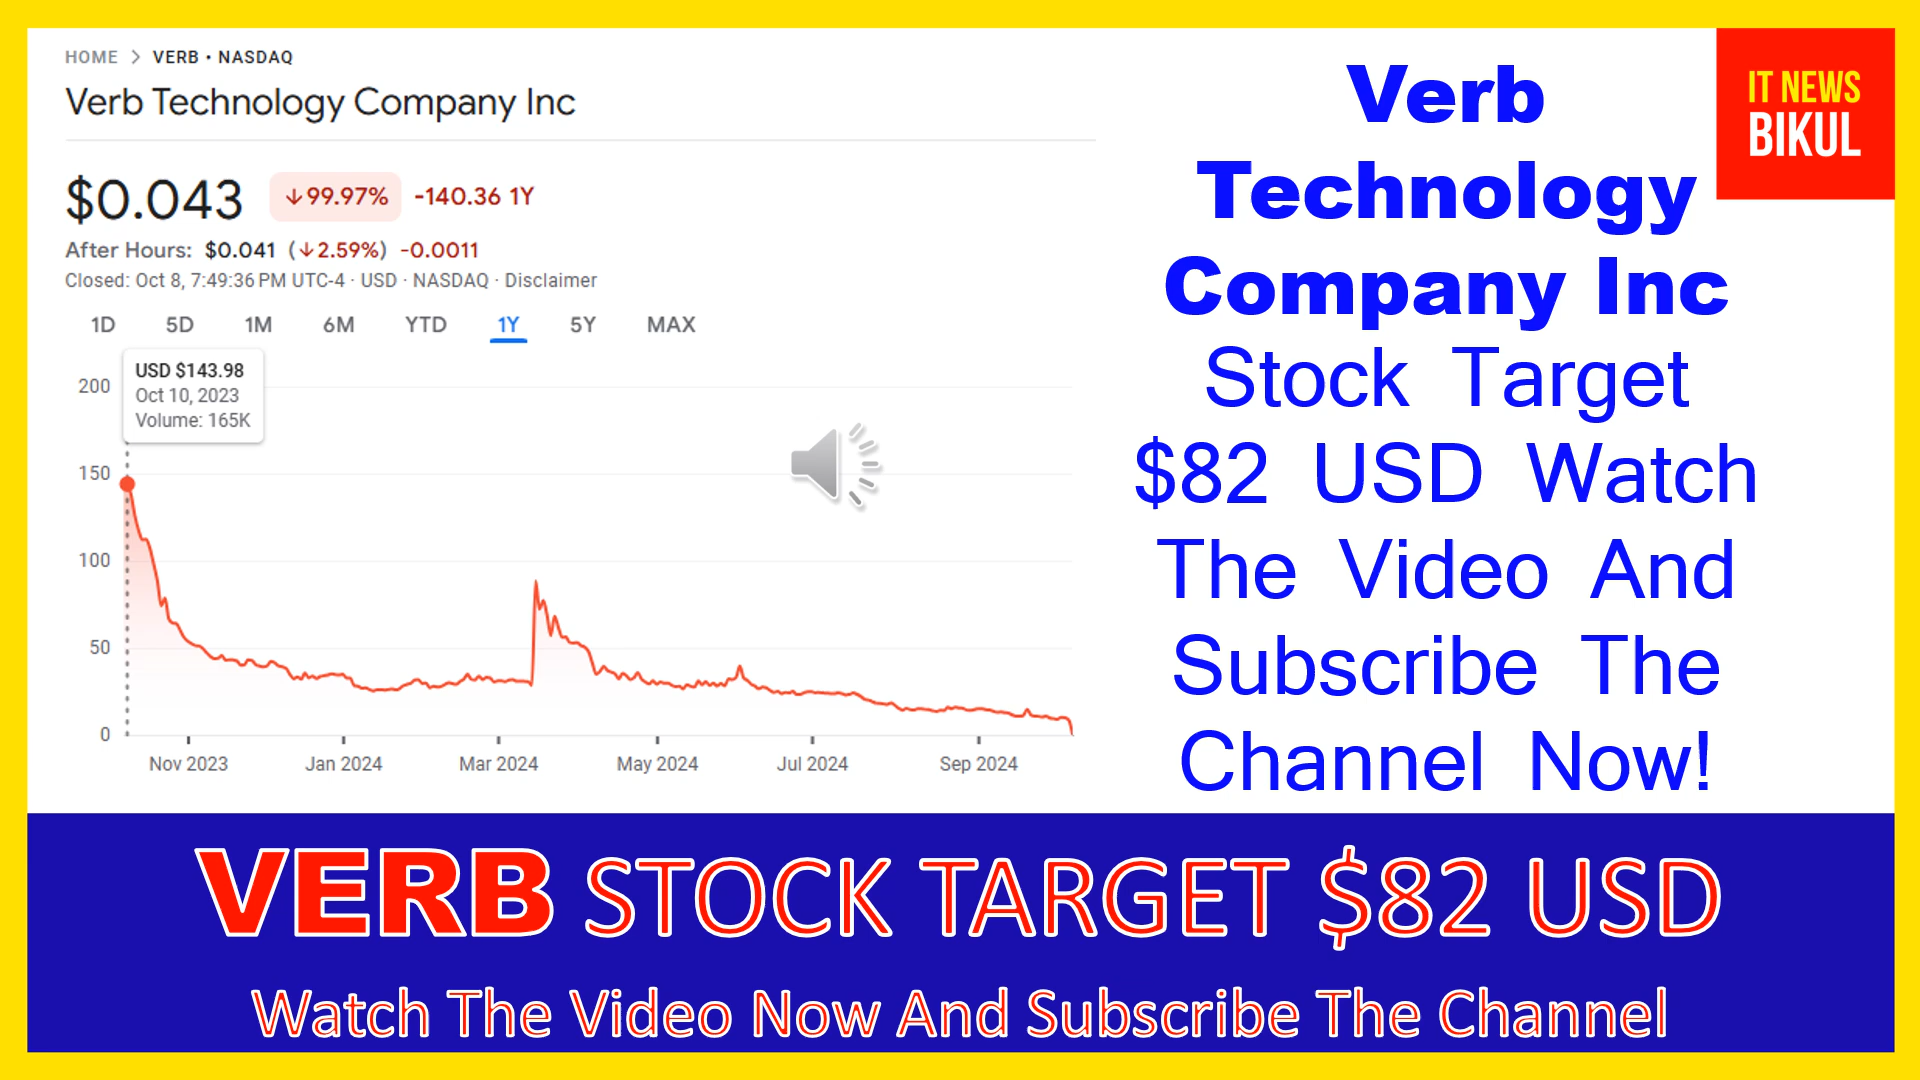 HOME > VERB • NASDAQ
Verb Technology Company Inc
$0.043 ↓99.97% -140.36 1Y
After Hours: $0.041 (↓2.59%) -0.0011
Closed: Oct 8, 7:49:36 PM UTC-4 · USD · NASDAQ · Disclaimer
1D 5D 1M 6M YTD 1Y 5Y MAX
USD $143.98
Oct 10, 2023
Volume: 165K
200
150
100
50
0
Nov 2023 Jan 2024 Mar 2024 May 2024 Jul 2024 Sep 2024
Verb
Technology
Company Inc
Stock Target
$82 USD Watch
The Video And
Subscribe The
Channel Now!
IT NEWS
BIKUL
VERB STOCK TARGET $82 USD
Watch The Video Now And Subscribe The Channel